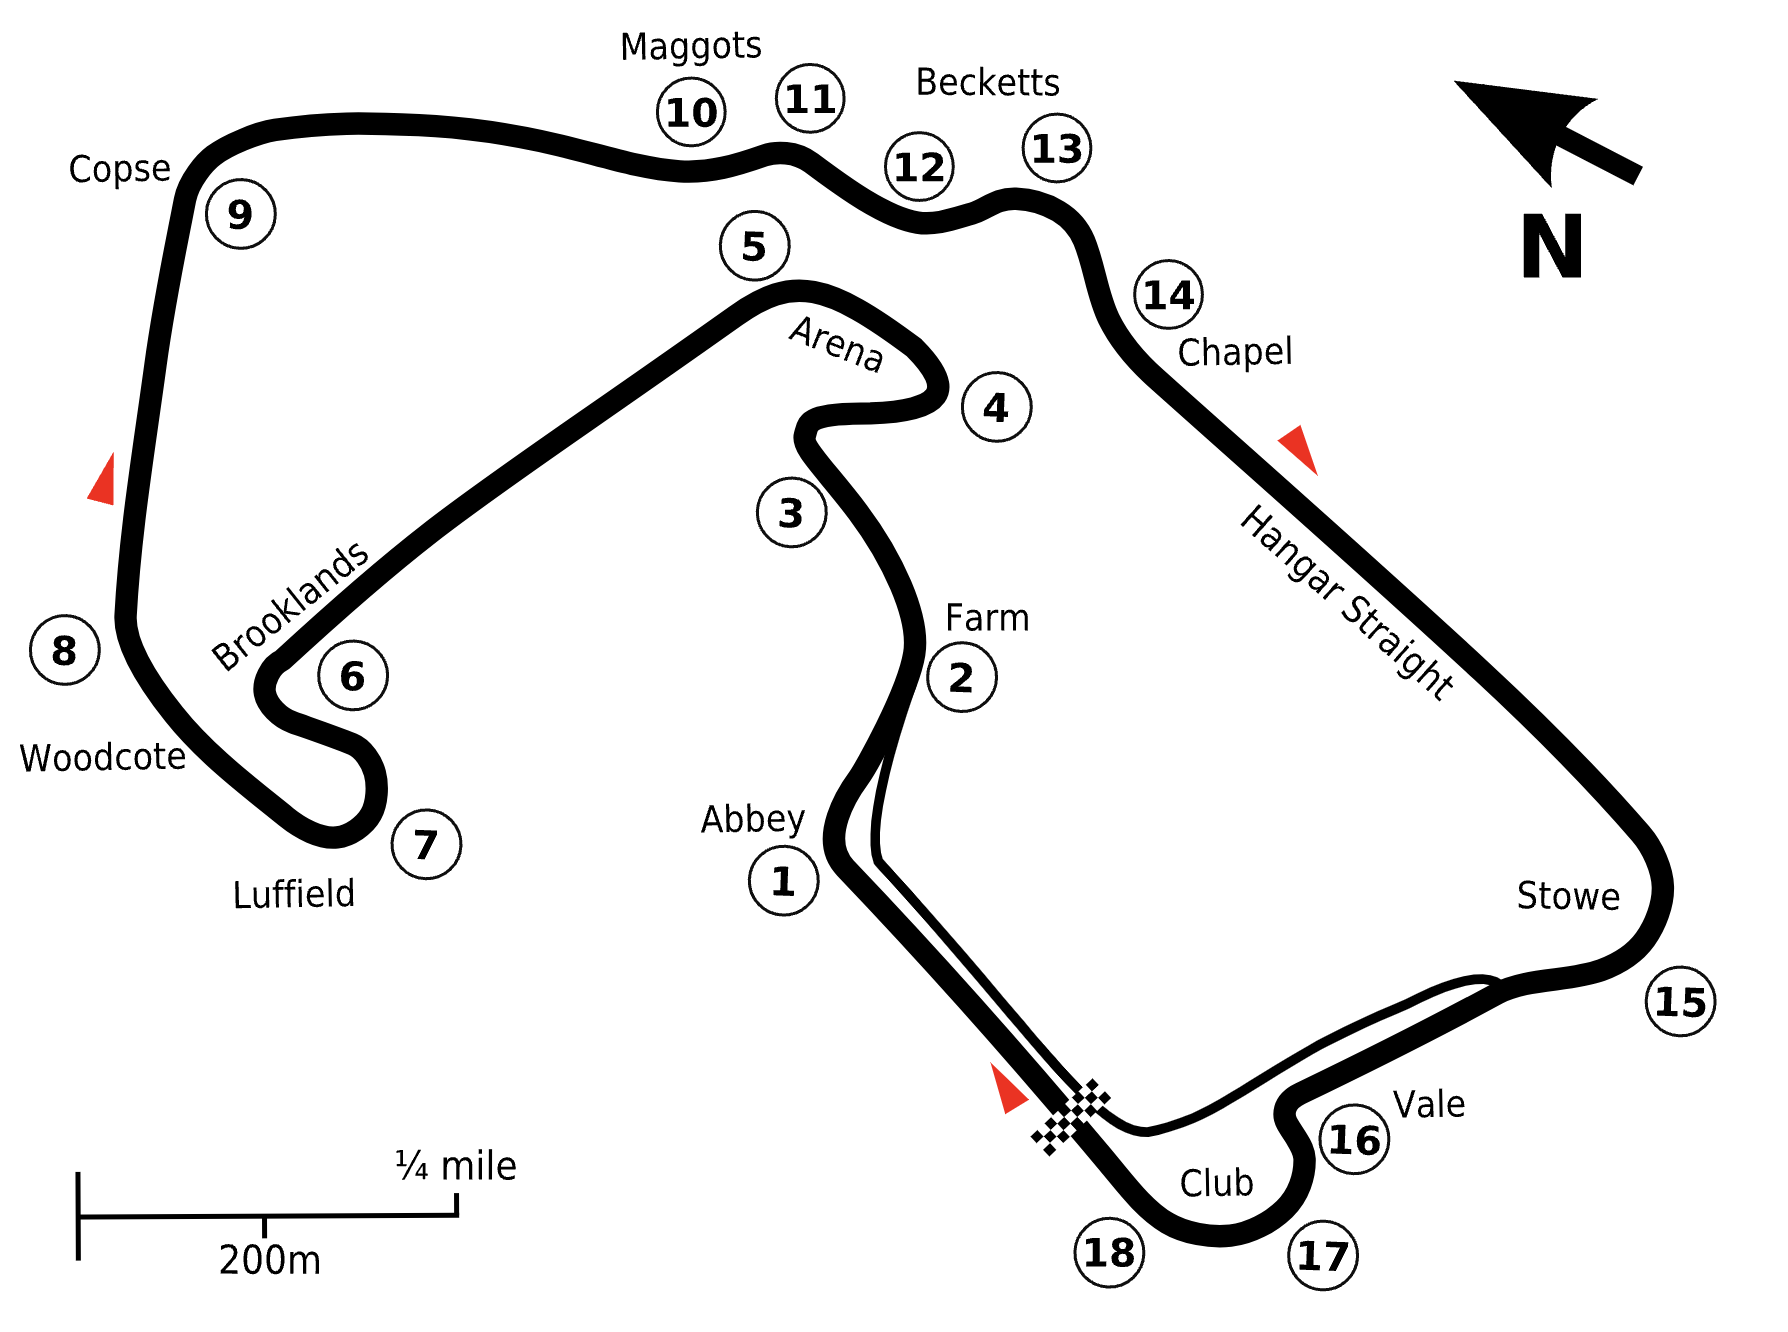 Maggots
10
11
Becketts
12
13
Copse
9
5
Arena
14
Chapel
N
4
3
Hangar Straight
Brooklands
6
8
Farm
2
Woodcote
Abbey
1
7
Luffield
Stowe
15
Vale
16
Club
18
17
¼ mile
200m